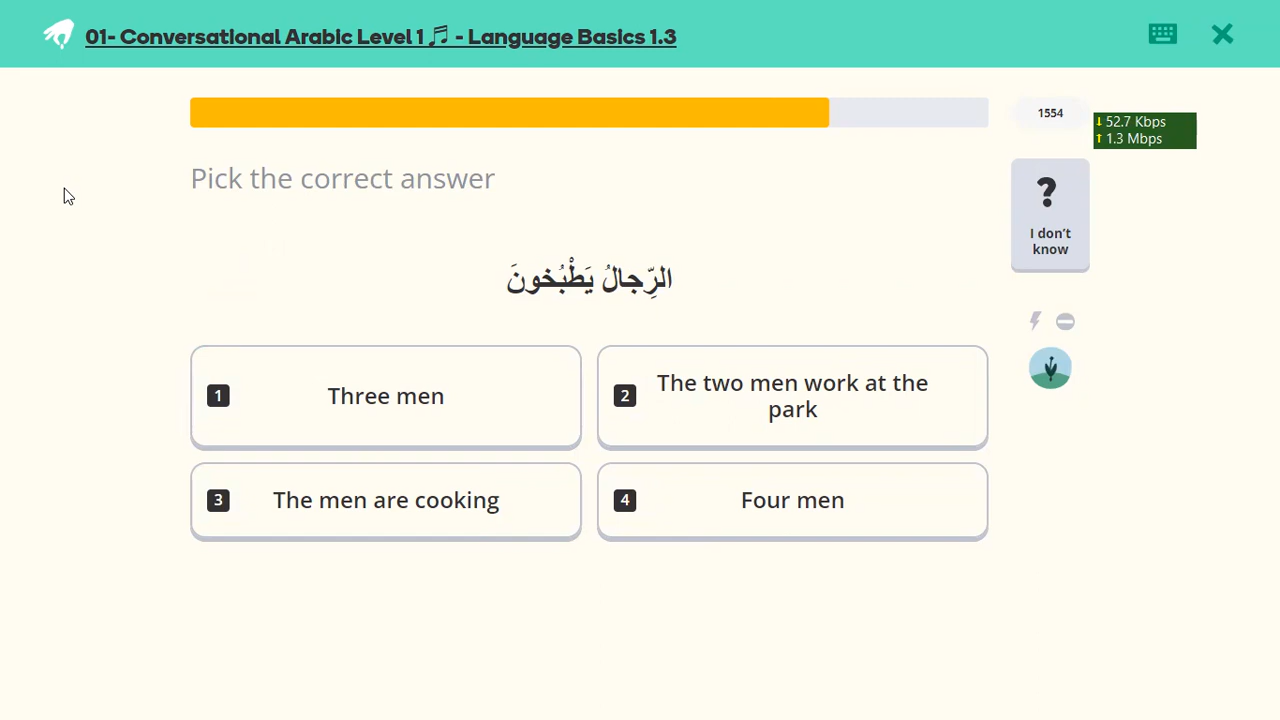 01- Conversational Arabic Level 1 🎵 - Language Basics 1.3
1554
↓ 52.7 Kbps
↑ 1.3 Mbps
Pick the correct answer
?
I don't
know
الرِّجالُ يَطْبُخونَ
1 Three men
2 The two men work at the
park
3 The men are cooking
4 Four men